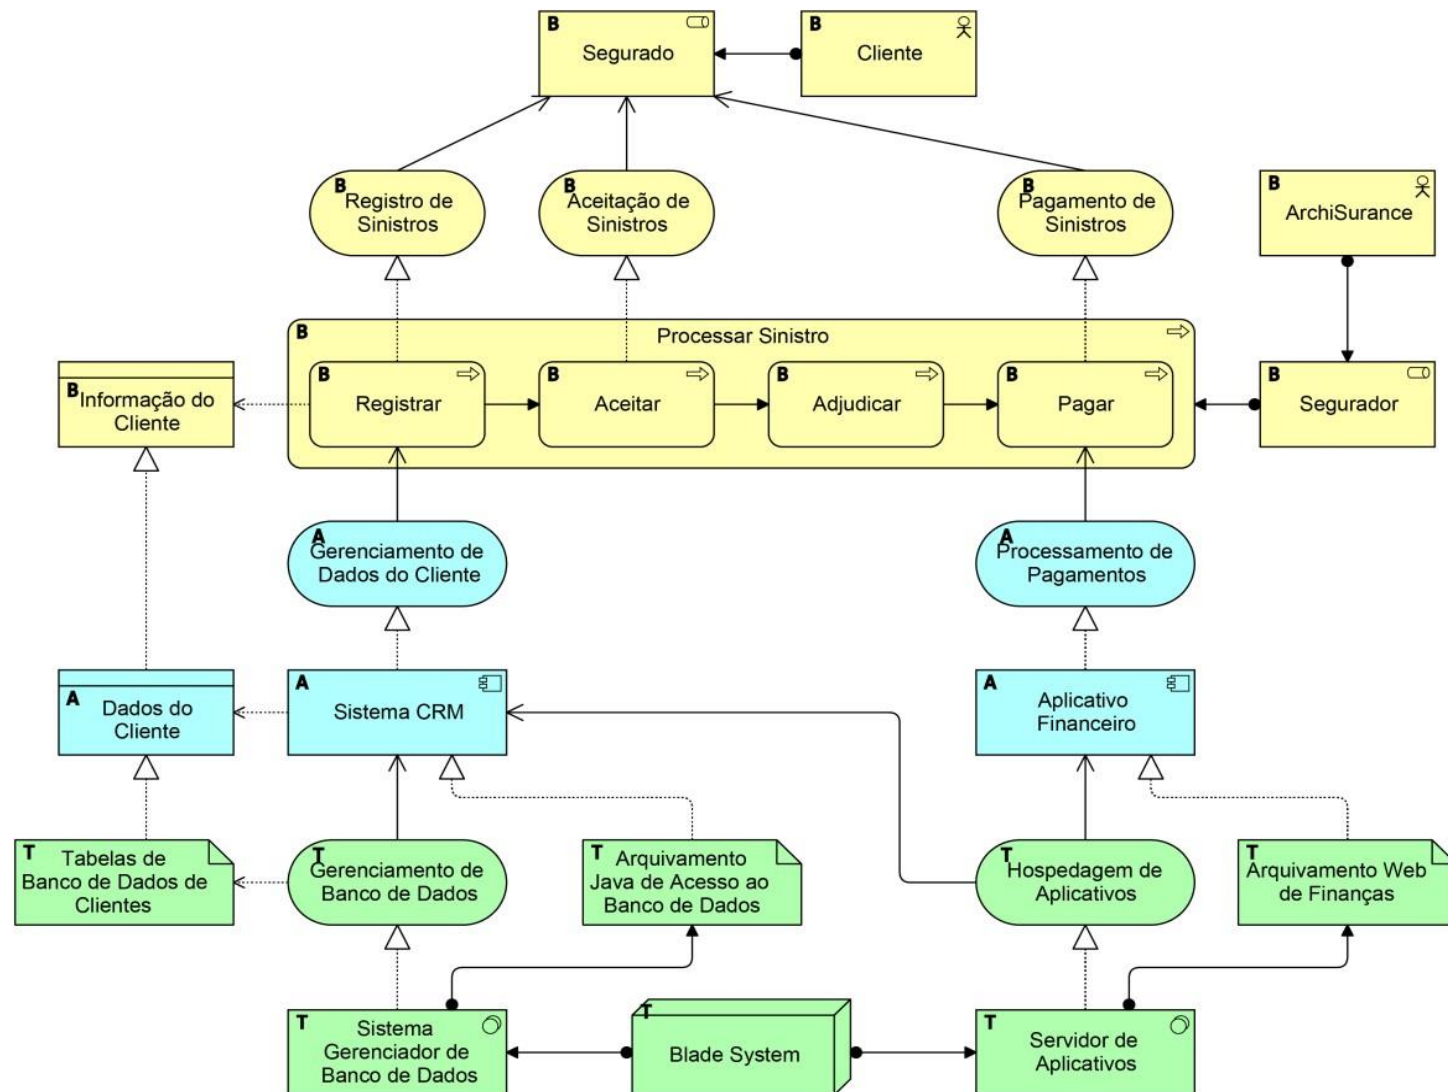 B
Segurado
B
Cliente
B
Registro de
Sinistros
B
Aceitação de
Sinistros
B
Pagamento de
Sinistros
B
ArchiSurance
B
Processar Sinistro
B
Informação do
Cliente
B
Registrar
B
Aceitar
B
Adjudicar
B
Pagar
B
Segurador
A
Gerenciamento de
Dados do Cliente
A
Processamento de
Pagamentos
A
Dados do
Cliente
A
Sistema CRM
A
Aplicativo
Financeiro
T
Tabelas de
Banco de Dados de
Clientes
T
Gerenciamento de
Banco de Dados
T
Arquivamento
Java de Acesso ao
Banco de Dados
T
Hospedagem de
Aplicativos
T
Arquivamento Web
de Finanças
T
Sistema
Gerenciador de
Banco de Dados
T
Blade System
T
Servidor de
Aplicativos